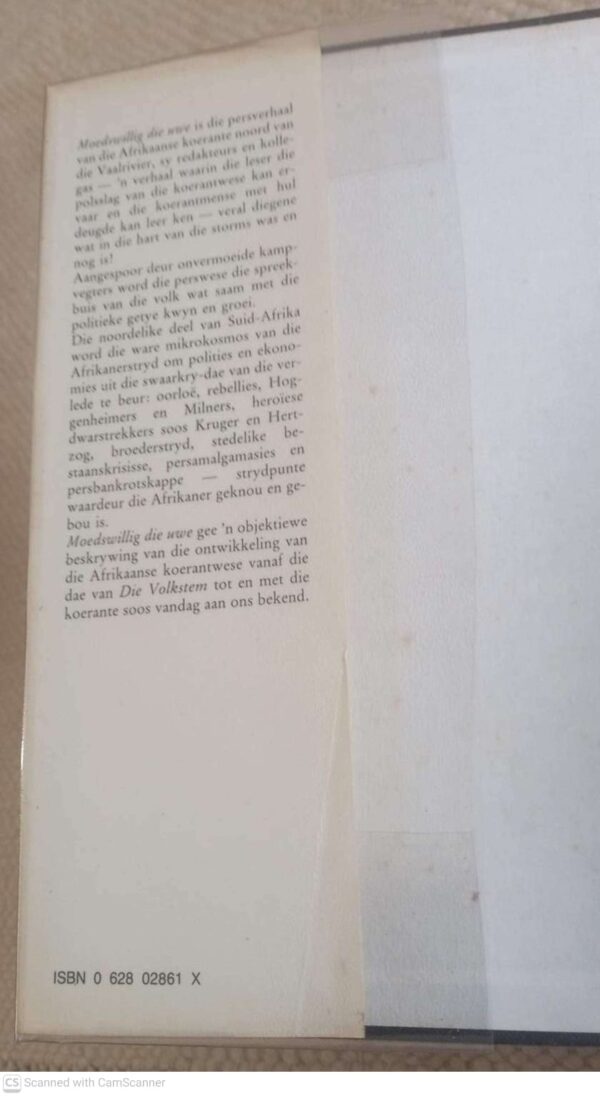 Moedswillig die uwe is die persverhaal
van die Afrikaanse koerante noord van
die Vaalrivier, sy redakteurs en kolle-
gas — 'n verhaal waarin die leser die
polsslag van die koerantwese kan er-
vaar en die koerantmense met hul
deugde kan leer ken — veral diegene
wat in die hart van die storms was en
nog is!
Aangespoor deur onvermoeide kamp-
vegters word die perswese die spreek-
buis van die volk wat saam met die
politieke getye kwyn en groei.
Die noordelike deel van Suid-Afrika
word die ware mikrokosmos van die
Afrikanerstryd om polities en ekono-
mies uit die swaarkry-dae van die ver-
lede te beur: oorloë, rebellies, Hog-
genheimers en Milners, heroïese
dwarstrekkers soos Kruger en Hert-
zog, broederstryd, stedelike be-
staanskrisisse, persamalgamasies en
persbankrotskappe — strydpunte
waardeur die Afrikaner geknou en ge-
bou is.
Moedswillig die uwe gee 'n objektiewe
beskrywing van die ontwikkeling van
die Afrikaanse koerantwese vanaf die
dae van Die Volkstem tot en met die
koerante soos vandag aan ons bekend.
ISBN 0 628 02861 X
CS Scanned with CamScanner